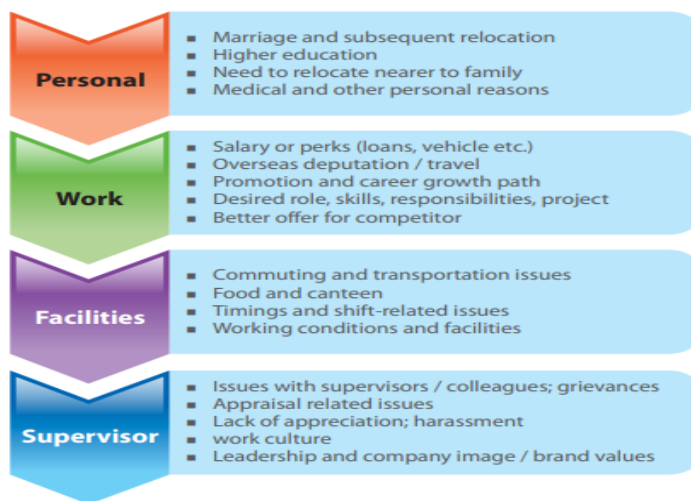 Personal
■ Marriage and subsequent relocation
■ Higher education
■ Need to relocate nearer to family
■ Medical and other personal reasons
Work
■ Salary or perks (loans, vehicle etc.)
■ Overseas deputation / travel
■ Promotion and career growth path
■ Desired role, skills, responsibilities, project
■ Better offer for competitor
Facilities
■ Commuting and transportation issues
■ Food and canteen
■ Timings and shift-related issues
■ Working conditions and facilities
Supervisor
■ Issues with supervisors / colleagues; grievances
■ Appraisal related issues
■ Lack of appreciation; harassment
■ work culture
■ Leadership and company image / brand values